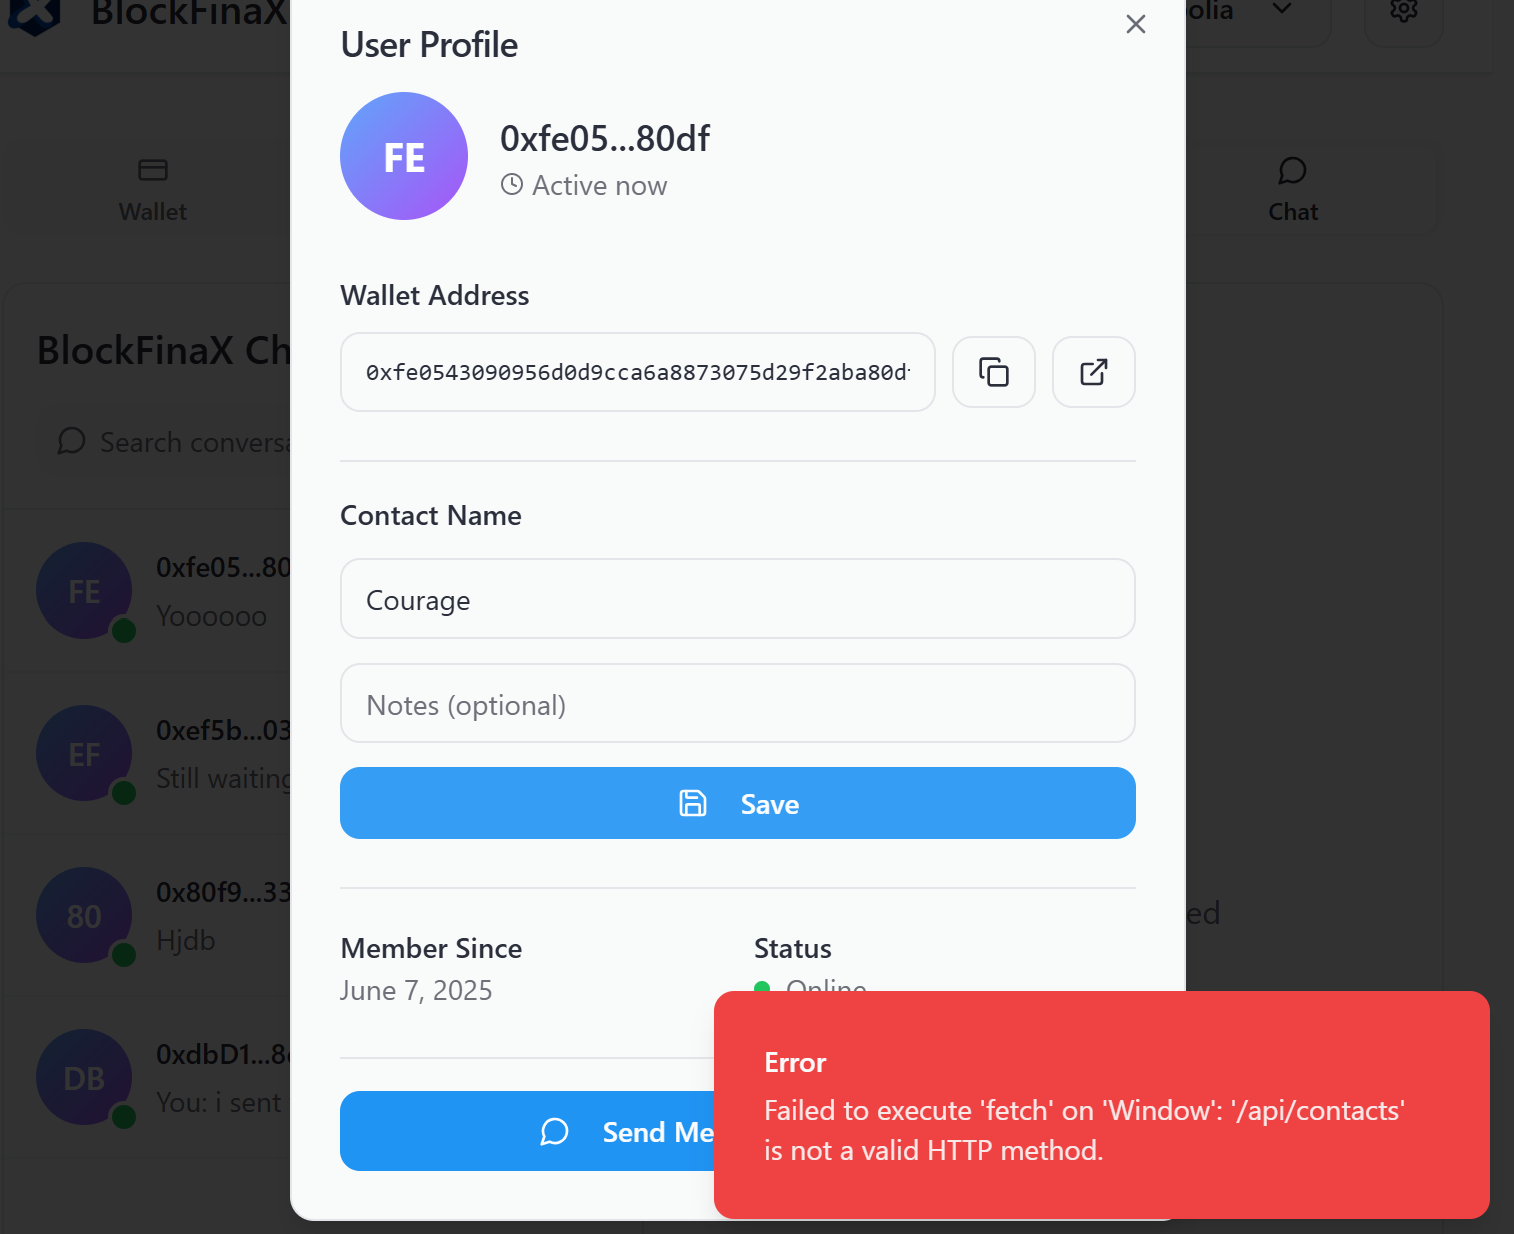 BlockFinaX
olia
User Profile
FE
0xfe05...80df
Active now
Wallet
Chat
Wallet Address
0xfe0543090956d0d9cca6a8873075d29f2aba80d
BlockFinaX Ch
Search conversa
Contact Name
Courage
Notes (optional)
Save
FE
0xfe05...80
Yoooooo
EF
0xef5b...03
Still waiting
80
0x80f9...33
Hjdb
ed
DB
0xdbD1...8
You: i sent
Member Since
June 7, 2025
Status
Online
Send Me
Error
Failed to execute 'fetch' on 'Window': '/api/contacts'
is not a valid HTTP method.